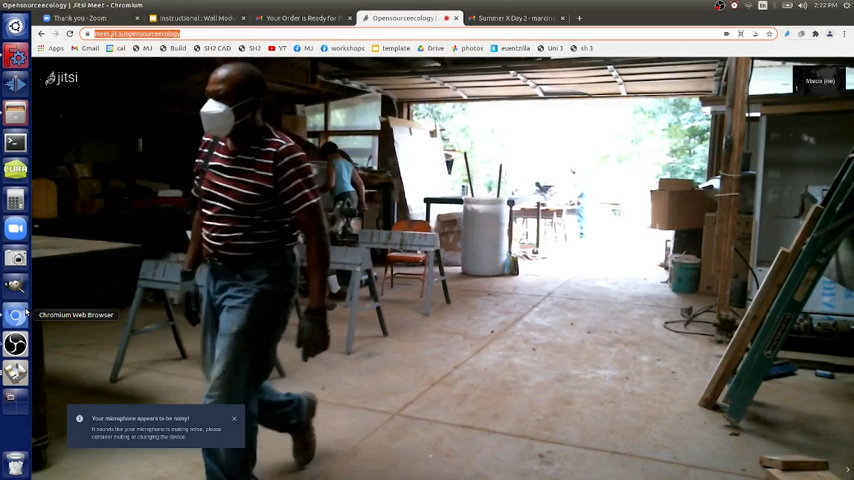 Opensourceecology | Jitsi Meet - Chromium
En
2:22 PM
Thank you - Zoom
Instructional: Wall Modu
Your Order is Ready for P
Opensourceecology |
Summer X Day 2 - marcin
meet.jit.si/opensourceecology
Apps
cal
MJ
Build
SH2 CAD
SH2
YT
MJ
workshops
template
Drive
photos
eventzilla
Uni 3
sh 3
jitsi
Marcin (me)
CURA
Chromium Web Browser
Your microphone appears to be noisy!
It sounds like your microphone is making noise, please
consider muting or changing the device.